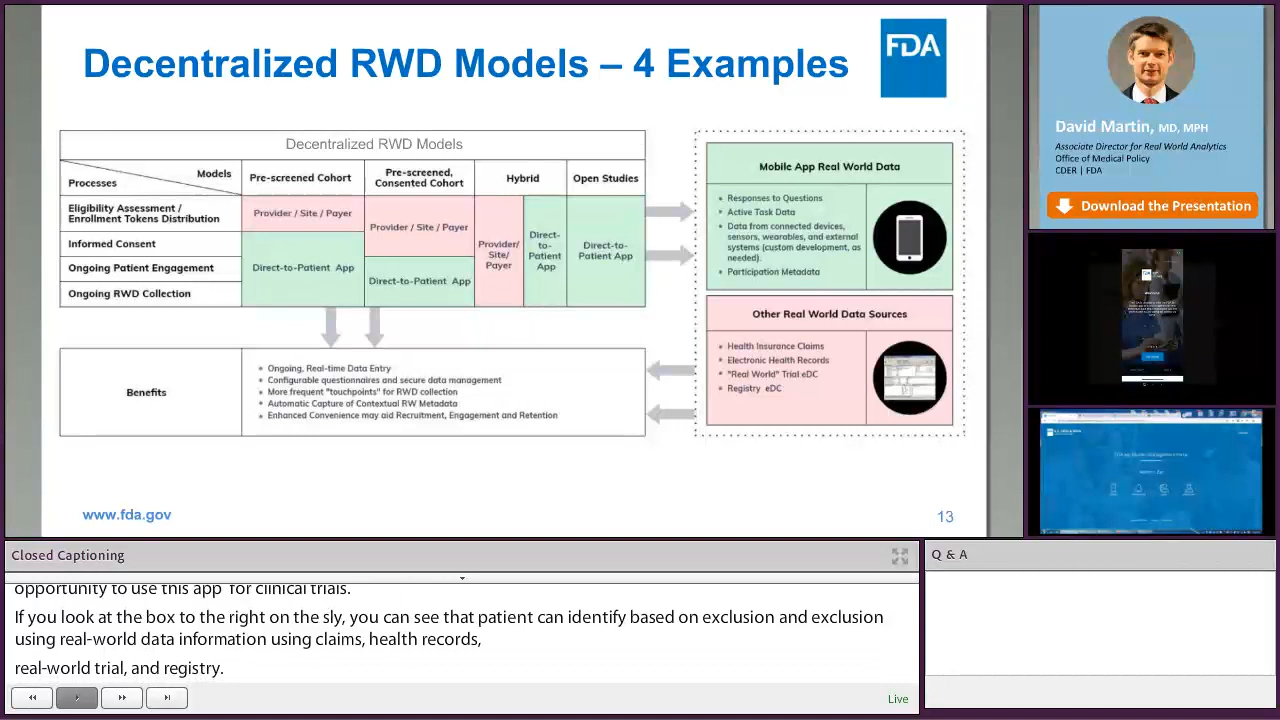 Decentralized RWD Models – 4 Examples
FDA
Decentralized RWD Models
Models
Processes
Pre-screened Cohort
Pre-screened,
Consented Cohort
Hybrid
Open Studies
Eligibility Assessment /
Enrollment Tokens Distribution
Informed Consent
Ongoing Patient Engagement
Ongoing RWD Collection
Provider / Site / Payer
Direct-to-Patient App
Provider / Site / Payer
Direct-to-Patient App
Provider/
Site/
Payer
Direct-
to-
Patient
App
Direct-to-
Patient App
Benefits
Ongoing, Real-time Data Entry
Configurable questionnaires and secure data management
More frequent "touchpoints" for RWD collection
Automatic Capture of Contextual RW Metadata
Enhanced Convenience may aid Recruitment, Engagement and Retention
Mobile App Real World Data
Responses to Questions
Active Task Data
Data from connected devices,
sensors, wearables, and external
systems (custom development, as
needed).
Participation Metadata
Other Real World Data Sources
Health Insurance Claims
Electronic Health Records
"Real World" Trial eDC
Registry eDC
www.fda.gov
13
David Martin, MD, MPH
Associate Director for Real World Analytics
Office of Medical Policy
CDER | FDA
Download the Presentation
Closed Captioning
opportunity to use this app for clinical trials.
If you look at the box to the right on the sly, you can see that patient can identify based on exclusion and exclusion
using real-world data information using claims, health records,
real-world trial, and registry.
Live
Q & A